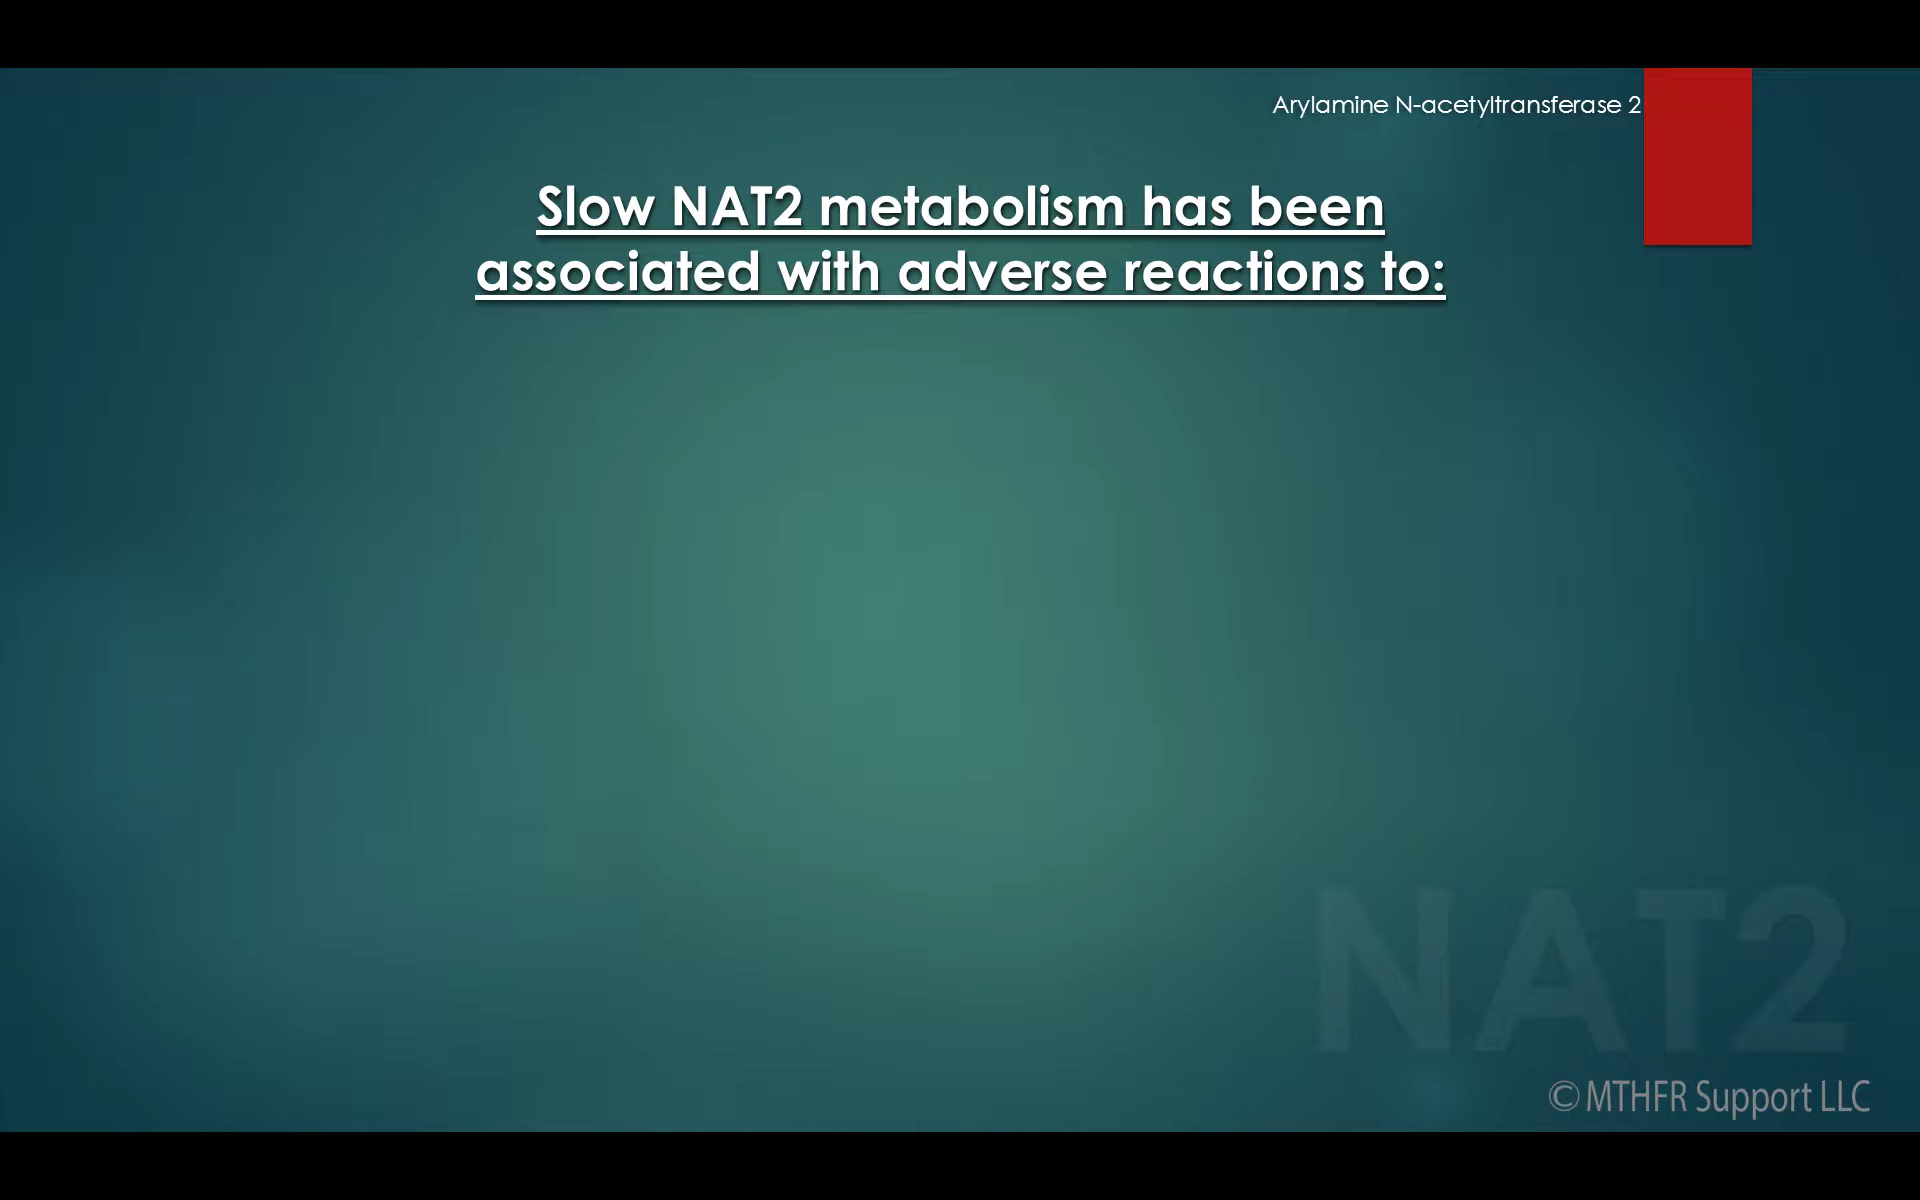 Arylamine N-acetyltransferase 2
Slow NAT2 metabolism has been
associated with adverse reactions to:
NAT2
© MTHFR Support LLC